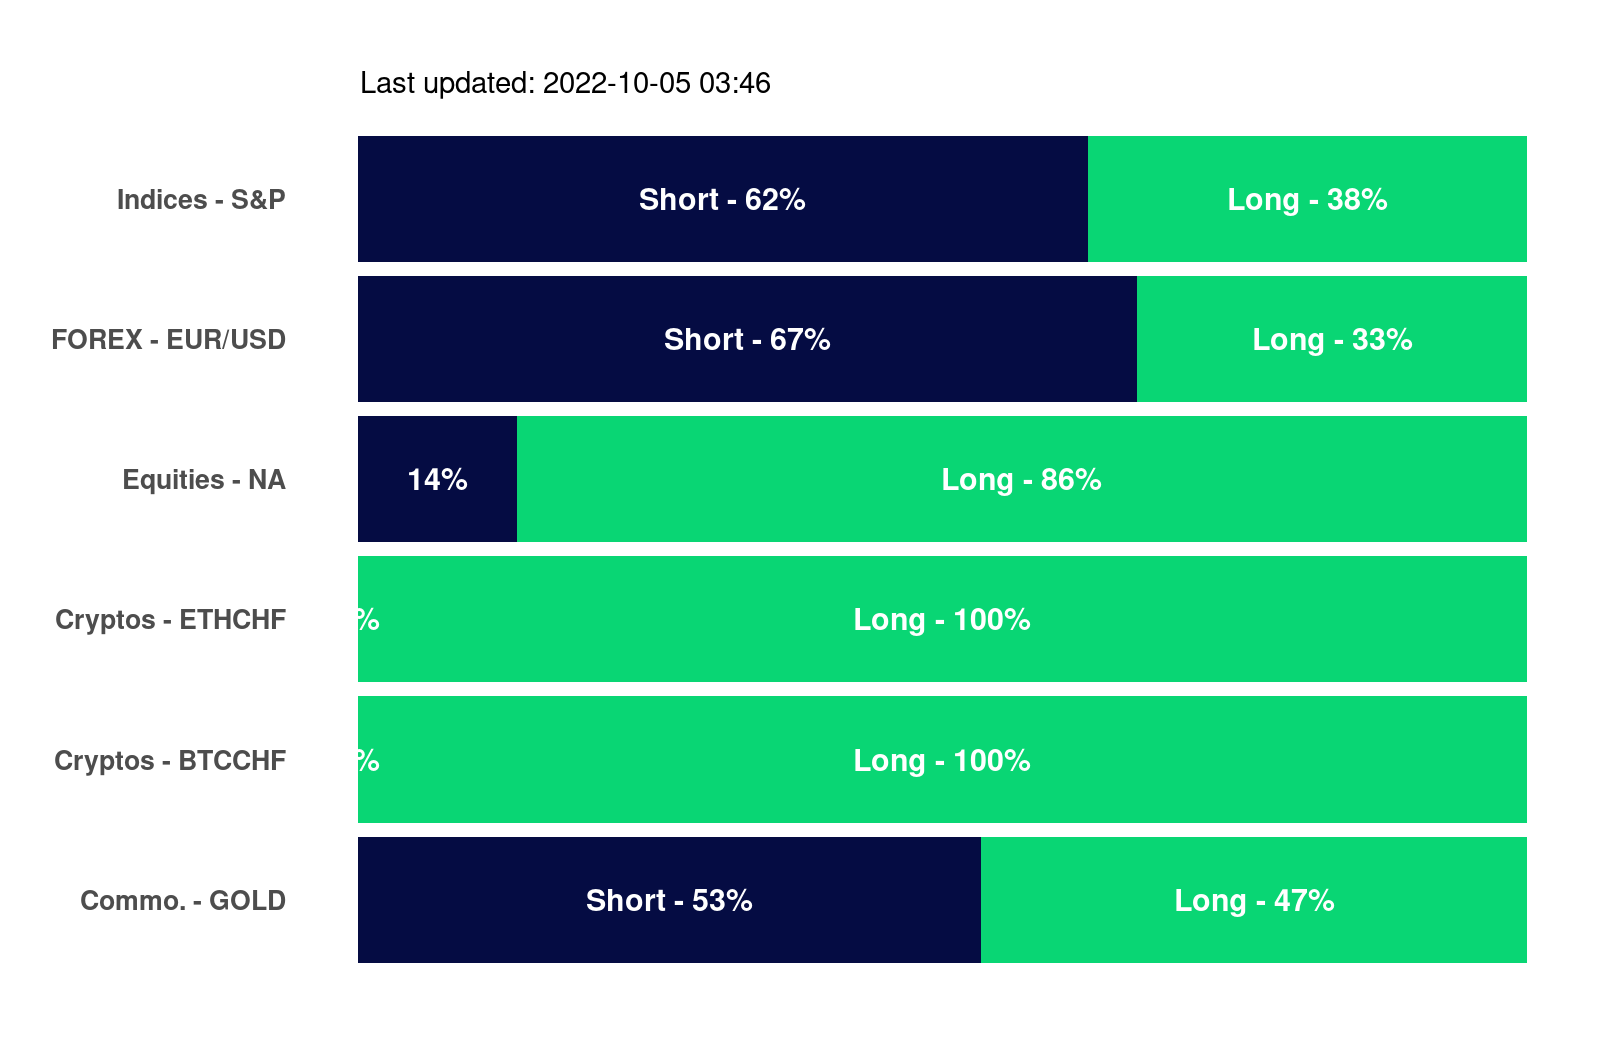 Last updated: 2022-10-05 03:46
Indices - S&P Short - 62% Long - 38%
FOREX - EUR/USD Short - 67% Long - 33%
Equities - NA 14% Long - 86%
Cryptos - ETHCHF % Long - 100%
Cryptos - BTCCHF % Long - 100%
Commo. - GOLD Short - 53% Long - 47%